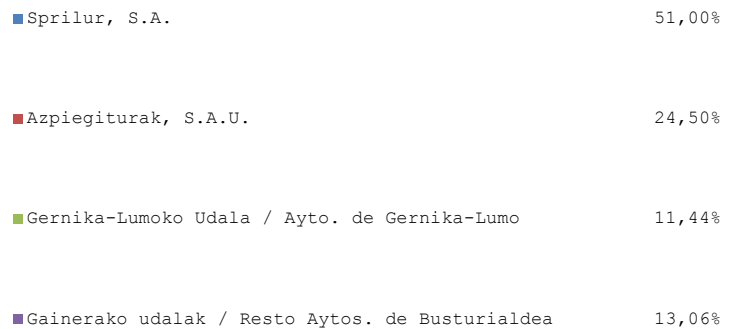 Sprilur, S.A. 51,00%
Azpiegiturak, S.A.U. 24,50%
Gernika-Lumoko Udala / Ayto. de Gernika-Lumo 11,44%
Gainerako udalak / Resto Aytos. de Busturialdea 13,06%